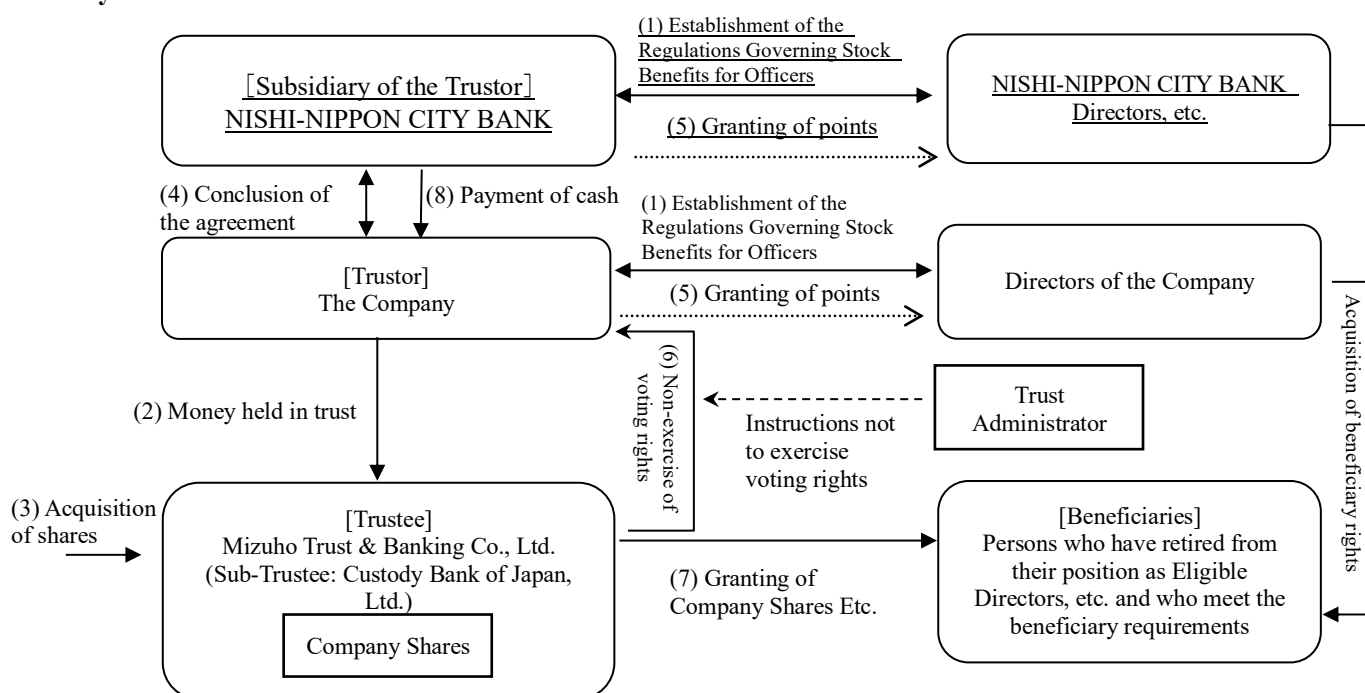 (1) Establishment of the
Regulations Governing Stock
Benefits for Officers
[Subsidiary of the Trustor]
NISHI-NIPPON CITY BANK
NISHI-NIPPON CITY BANK
Directors, etc.
(5) Granting of points
(4) Conclusion of
the agreement
(8) Payment of cash
(1) Establishment of the
Regulations Governing Stock
Benefits for Officers
[Trustor]
The Company
Directors of the Company
(5) Granting of points
Acquisition of beneficiary rights
(6) Non-exercise of
voting rights
(2) Money held in trust
Instructions not
to exercise
voting rights
Trust
Administrator
(3) Acquisition
of shares
[Trustee]
Mizuho Trust & Banking Co., Ltd.
(Sub-Trustee: Custody Bank of Japan,
Ltd.)
Company Shares
(7) Granting of
Company Shares Etc.
[Beneficiaries]
Persons who have retired from
their position as Eligible
Directors, etc. and who meet the
beneficiary requirements